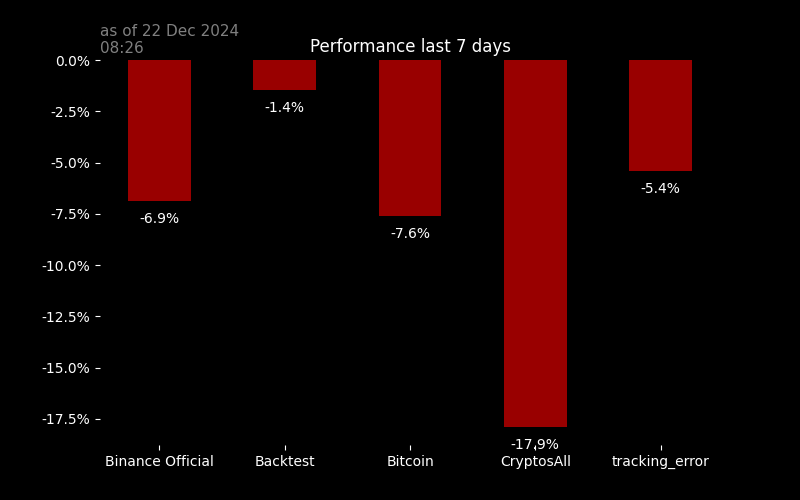 as of 22 Dec 2024
08:26
Performance last 7 days
0.0%
-2.5%
-5.0%
-7.5%
-10.0%
-12.5%
-15.0%
-17.5%
-6.9%
-1.4%
-7.6%
-17.9%
-5.4%
Binance Official
Backtest
Bitcoin
CryptosAll
tracking_error